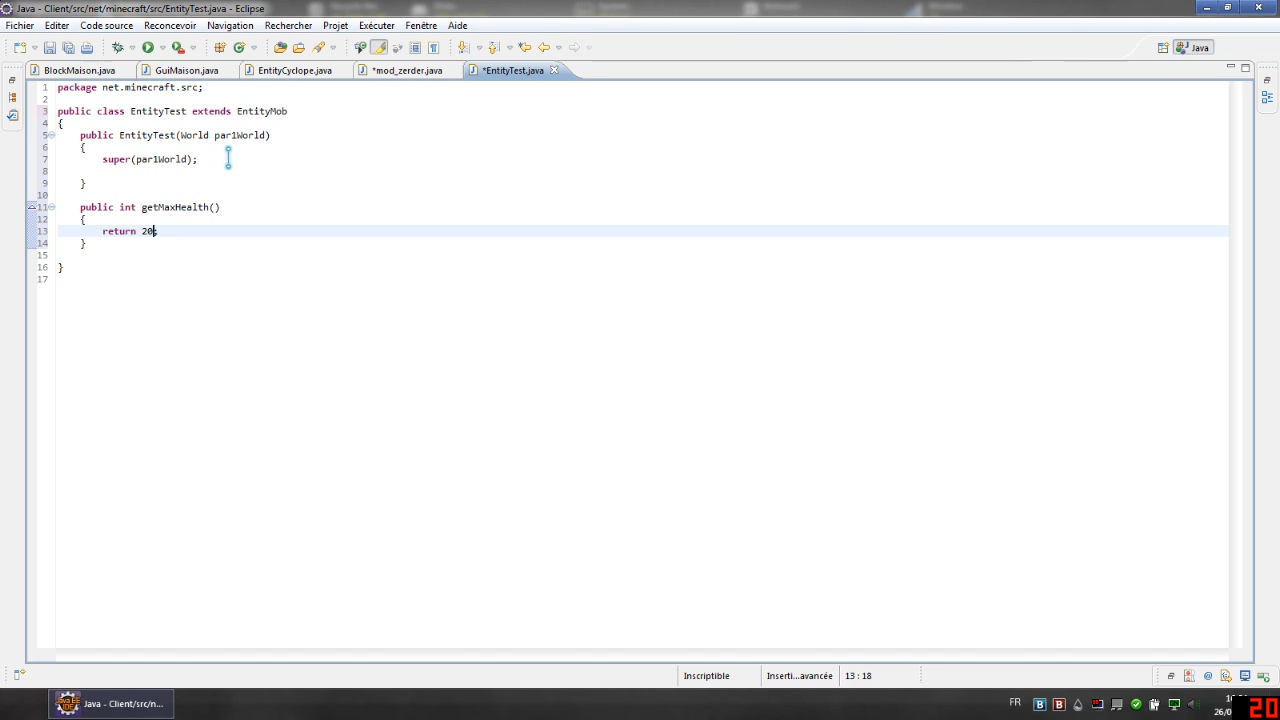 Java - Client/src/net/minecraft/src/EntityTest.java - Eclipse
Fichier Edition Code source Reconcevoir Navigation Rechercher Projet Exécuter Fenêtre Aide
Java
BlockMaison.java GuiMaison.java EntityCyclope.java *mod_zerder.java *EntityTest.java
1 package net.minecraft.src;
2
3 public class EntityTest extends EntityMob
4 {
5 public EntityTest(World par1World)
6 {
7 super(par1World);
8
9 }
10
11 public int getMaxHealth()
12 {
13 return 20;
14 }
15
16 }
17
Inscriptible Inserti...avancée 13 : 18
Java - Client/src/n... FR
26/0
20